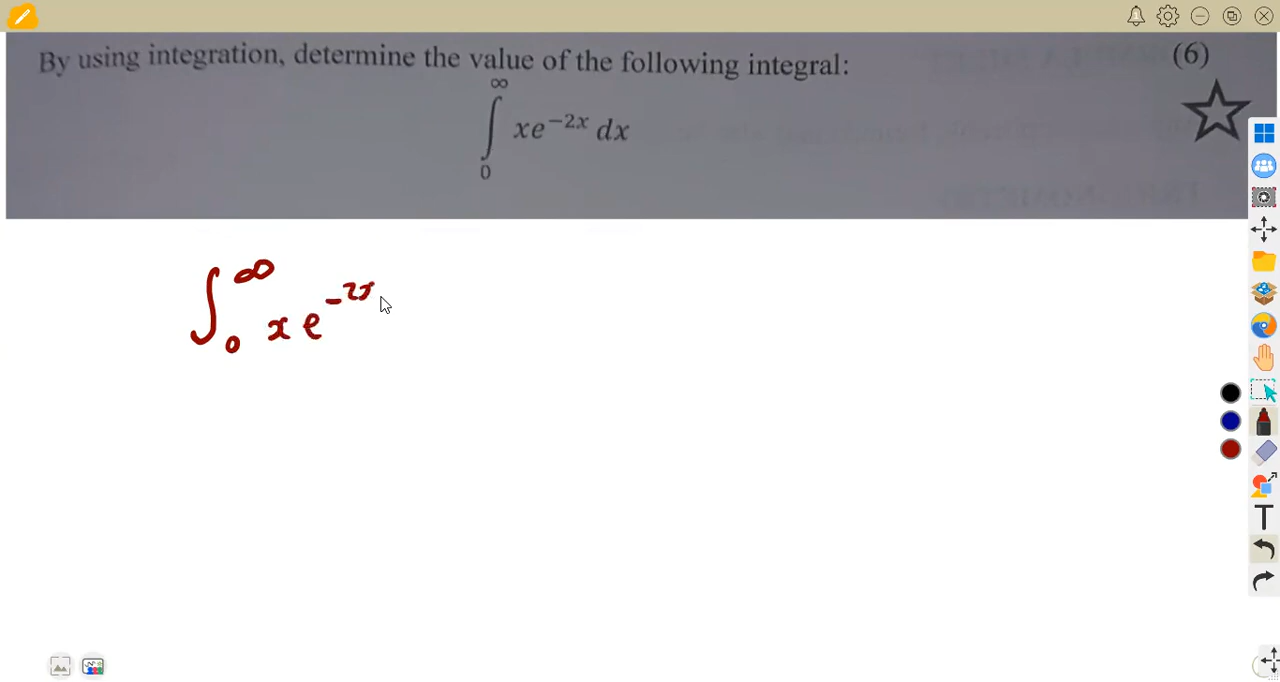 By using integration, determine the value of the following integral: (6)
∞
∫ xe⁻²ˣ dx
0
∫₀^∞ x e⁻²ˣ
T